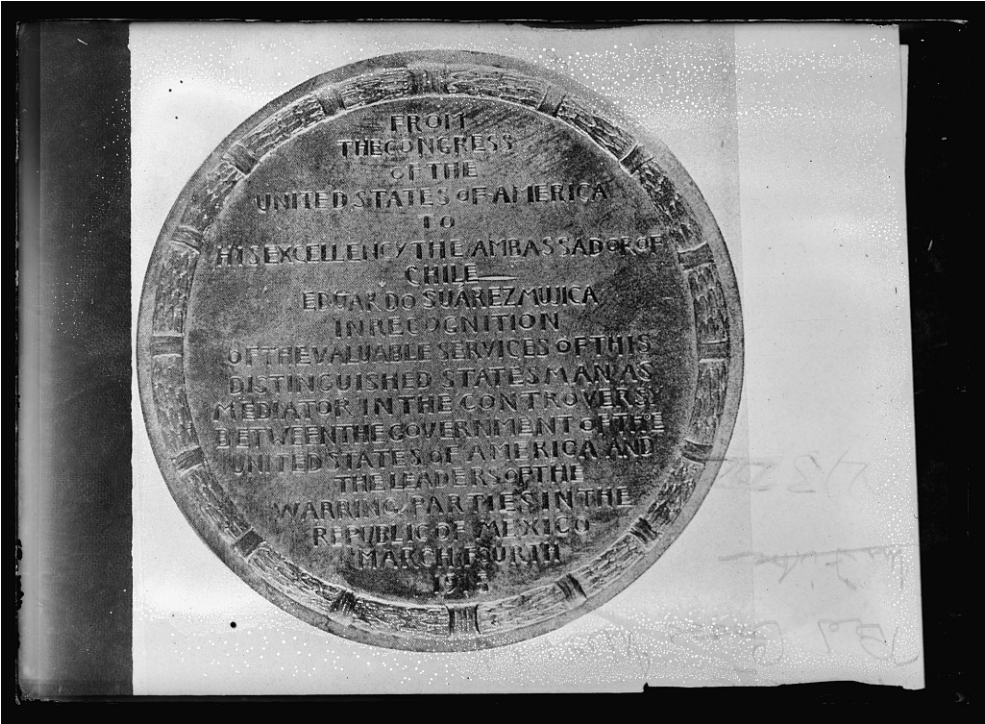 FROM
THE CONGRESS
OF THE
UNITED STATES OF AMERICA
TO
HIS EXCELLENCY THE AMBASSADOR OF
CHILE
EDUARDO SUAREZ MUJICA
IN RECOGNITION
OF THE VALUABLE SERVICES OF THIS
DISTINGUISHED STATESMAN AS
MEDIATOR IN THE CONTROVERSY
BETWEEN THE GOVERNMENT OF THE
UNITED STATES OF AMERICA AND
THE LEADERS OF THE
WARRING PARTIES IN THE
REPUBLIC OF MEXICO
MARCH FOURTH
1915